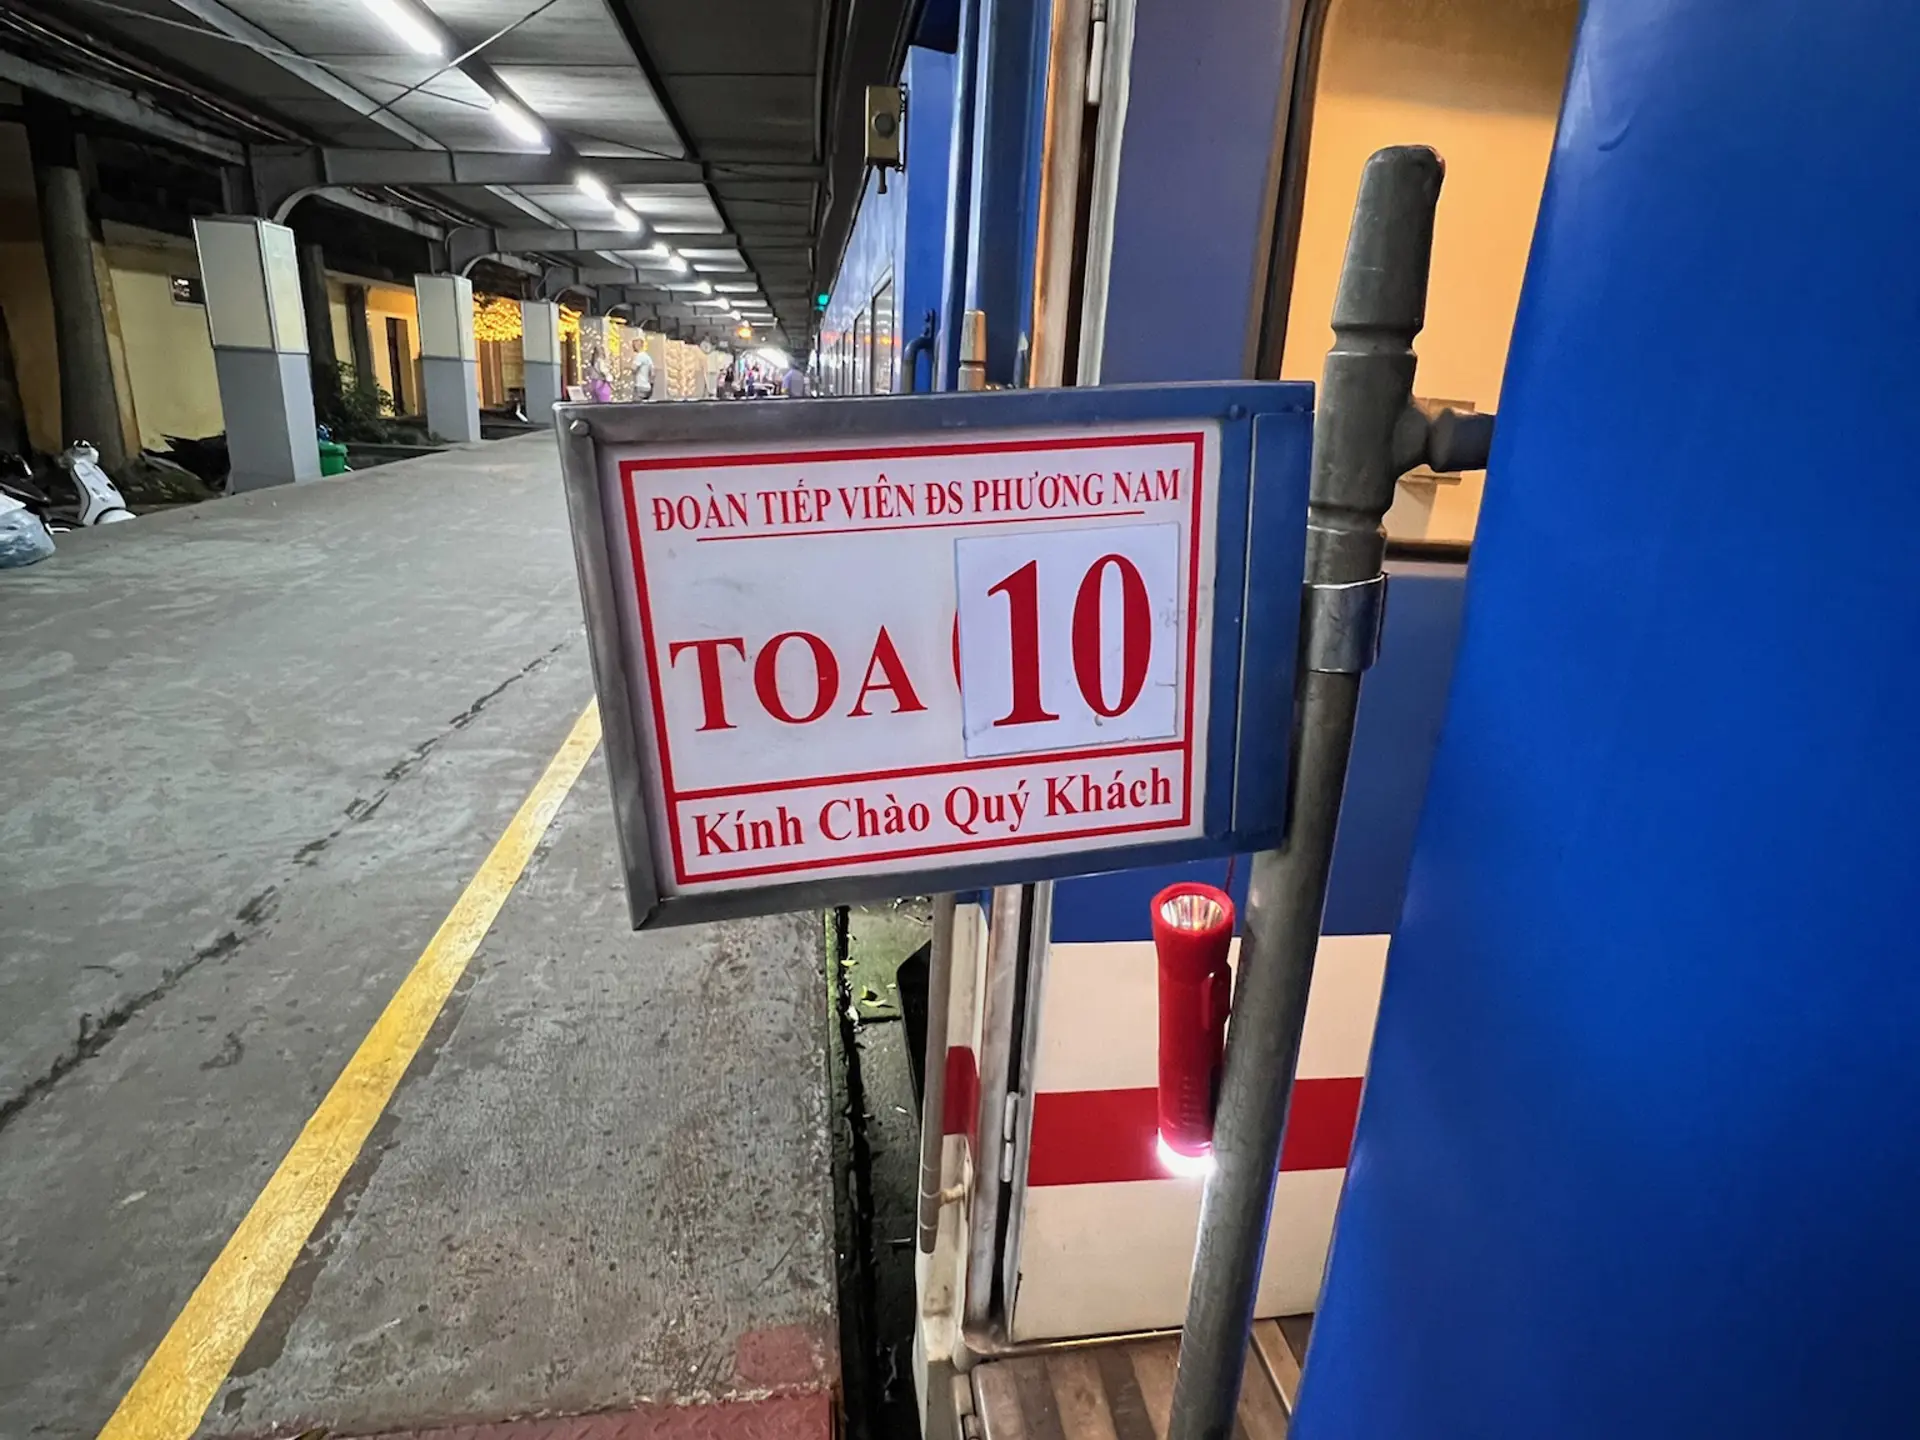 ĐOÀN TIẾP VIÊN ĐS PHƯƠNG NAM
TOA 10
Kính Chào Quý Khách